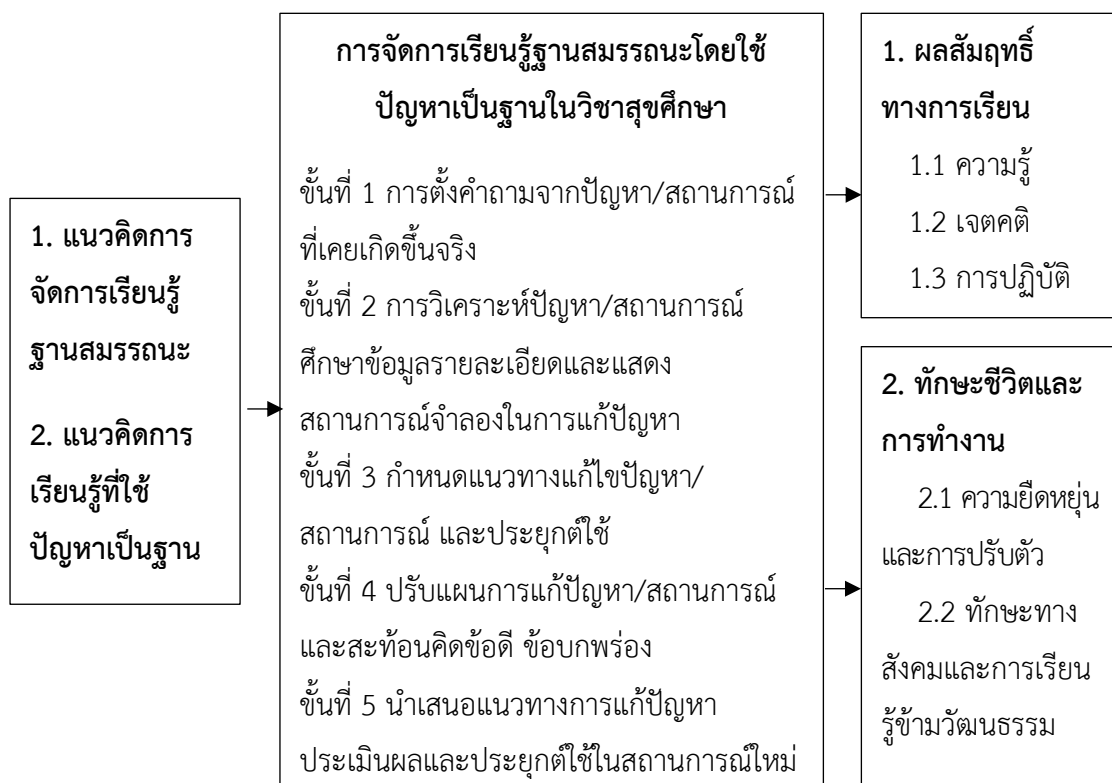 1. แนวคิดการ
จัดการเรียนรู้
ฐานสมรรถนะ
2. แนวคิดการ
เรียนรู้ที่ใช้
ปัญหาเป็นฐาน
การจัดการเรียนรู้ฐานสมรรถนะโดยใช้
ปัญหาเป็นฐานในวิชาสุขศึกษา
ขั้นที่ 1 การตั้งคำถามจากปัญหา/สถานการณ์
ที่เคยเกิดขึ้นจริง
ขั้นที่ 2 การวิเคราะห์ปัญหา/สถานการณ์
ศึกษาข้อมูลรายละเอียดและแสดง
สถานการณ์จำลองในการแก้ปัญหา
ขั้นที่ 3 กำหนดแนวทางแก้ไขปัญหา/
สถานการณ์ และประยุกต์ใช้
ขั้นที่ 4 ปรับแผนการแก้ปัญหา/สถานการณ์
และสะท้อนคิดข้อดี ข้อบกพร่อง
ขั้นที่ 5 นำเสนอแนวทางการแก้ปัญหา
ประเมินผลและประยุกต์ใช้ในสถานการณ์ใหม่
1. ผลสัมฤทธิ์
ทางการเรียน
1.1 ความรู้
1.2 เจตคติ
1.3 การปฏิบัติ
2. ทักษะชีวิตและ
การทำงาน
2.1 ความยืดหยุ่น
และการปรับตัว
2.2 ทักษะทาง
สังคมและการเรียน
รู้ข้ามวัฒนธรรม